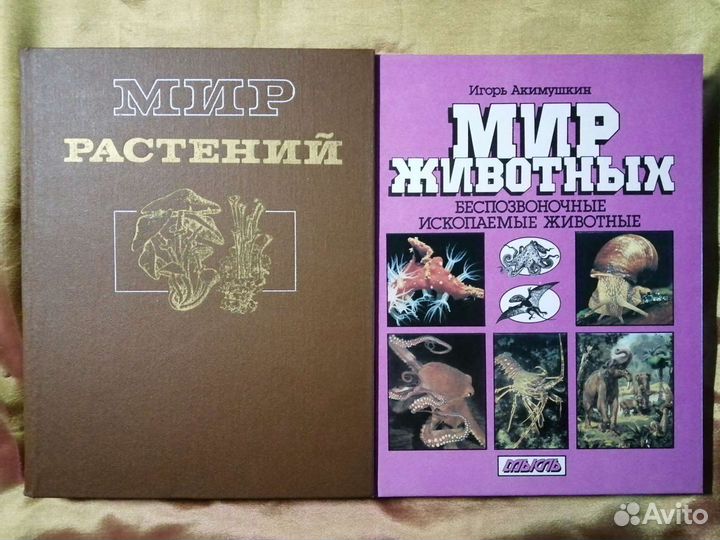 МИР
РАСТЕНИЙ
Игорь Акимушкин
МИР
ЖИВОТНЫХ
БЕСПОЗВОНОЧНЫЕ
ИСКОПАЕМЫЕ ЖИВОТНЫЕ
МЫСЛЬ
Avito